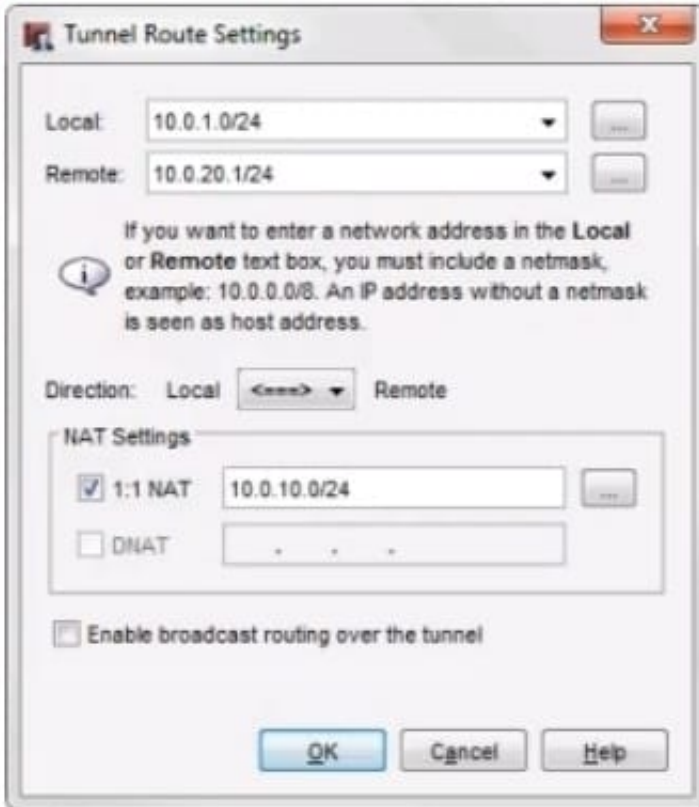 Tunnel Route Settings
Local: 10.0.1.0/24 ...
Remote: 10.0.20.1/24 ...
If you want to enter a network address in the Local
or Remote text box, you must include a netmask,
example: 10.0.0.0/8. An IP address without a netmask
is seen as host address.
Direction: Local <===> Remote
NAT Settings
1:1 NAT 10.0.10.0/24 ...
DNAT . . .
Enable broadcast routing over the tunnel
OK Cancel Help